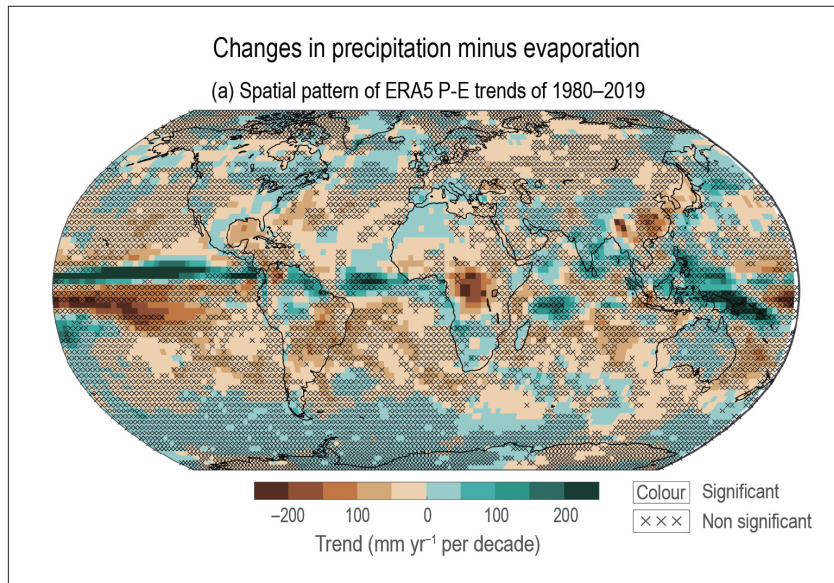 Changes in precipitation minus evaporation
(a) Spatial pattern of ERA5 P-E trends of 1980–2019
–200 100 0 100 200
Trend (mm yr⁻¹ per decade)
Colour Significant
××× Non significant